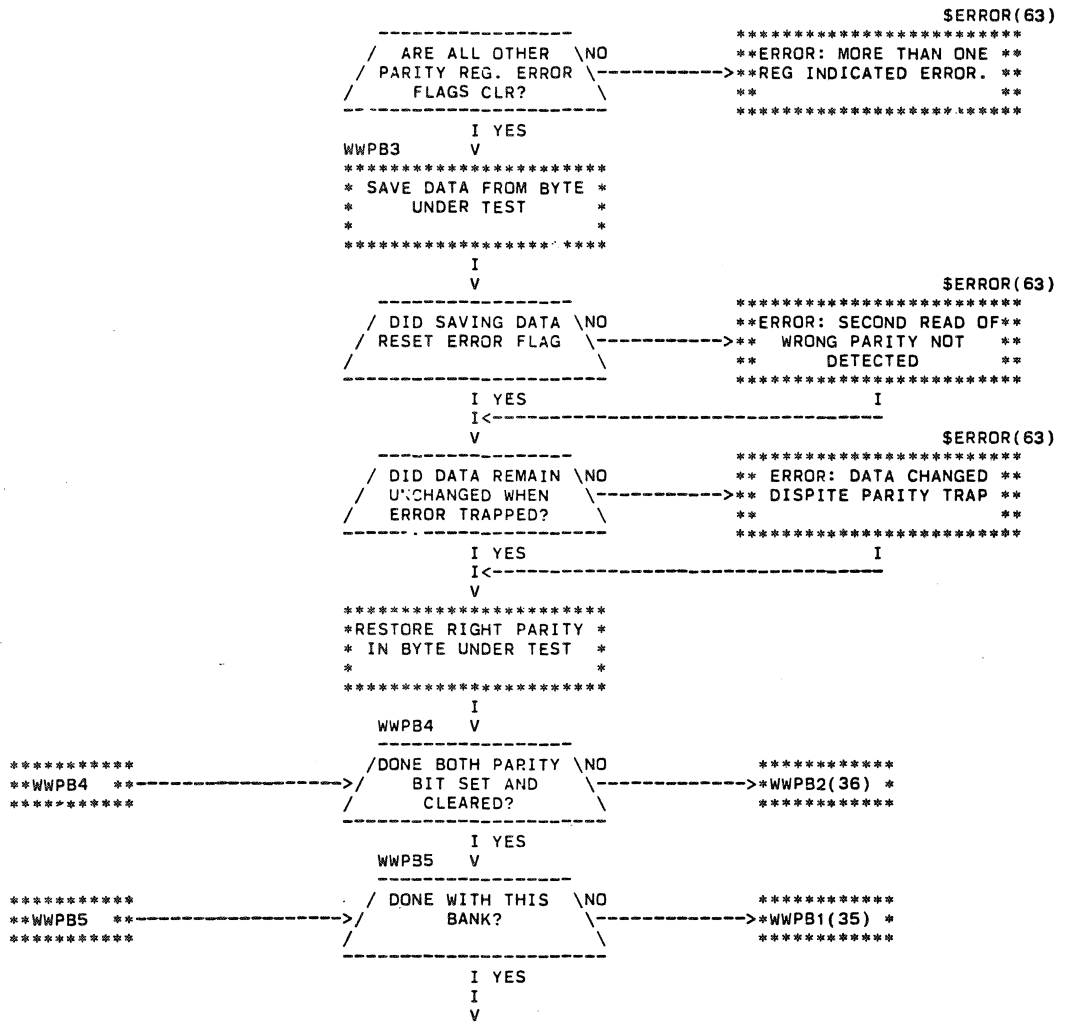 $ERROR(63)
/ ARE ALL OTHER \NO
/ PARITY REG. ERROR \----------->
/ FLAGS CLR? \
**ERROR: MORE THAN ONE **
**REG INDICATED ERROR. **
I YES
WWPB3 V
* SAVE DATA FROM BYTE *
* UNDER TEST *
I
V
$ERROR(63)
/ DID SAVING DATA \NO
/ RESET ERROR FLAG \----------->
**ERROR: SECOND READ OF**
** WRONG PARITY NOT **
** DETECTED **
I YES I
I<----------------------------------
V
$ERROR(63)
/ DID DATA REMAIN \NO
/ UNCHANGED WHEN \----------->
/ ERROR TRAPPED? \
** ERROR: DATA CHANGED **
** DISPITE PARITY TRAP **
I YES I
I<----------------------------------
V
*RESTORE RIGHT PARITY *
* IN BYTE UNDER TEST *
I
WWPB4 V
**WWPB4 **------------------>
/DONE BOTH PARITY \NO
/ BIT SET AND \------------>
/ CLEARED? \
*WWPB2(36) *
I YES
WWPB5 V
**WWPB5 **------------------>
/ DONE WITH THIS \NO
/ BANK? \------------>
*WWPB1(35) *
I YES
I
V